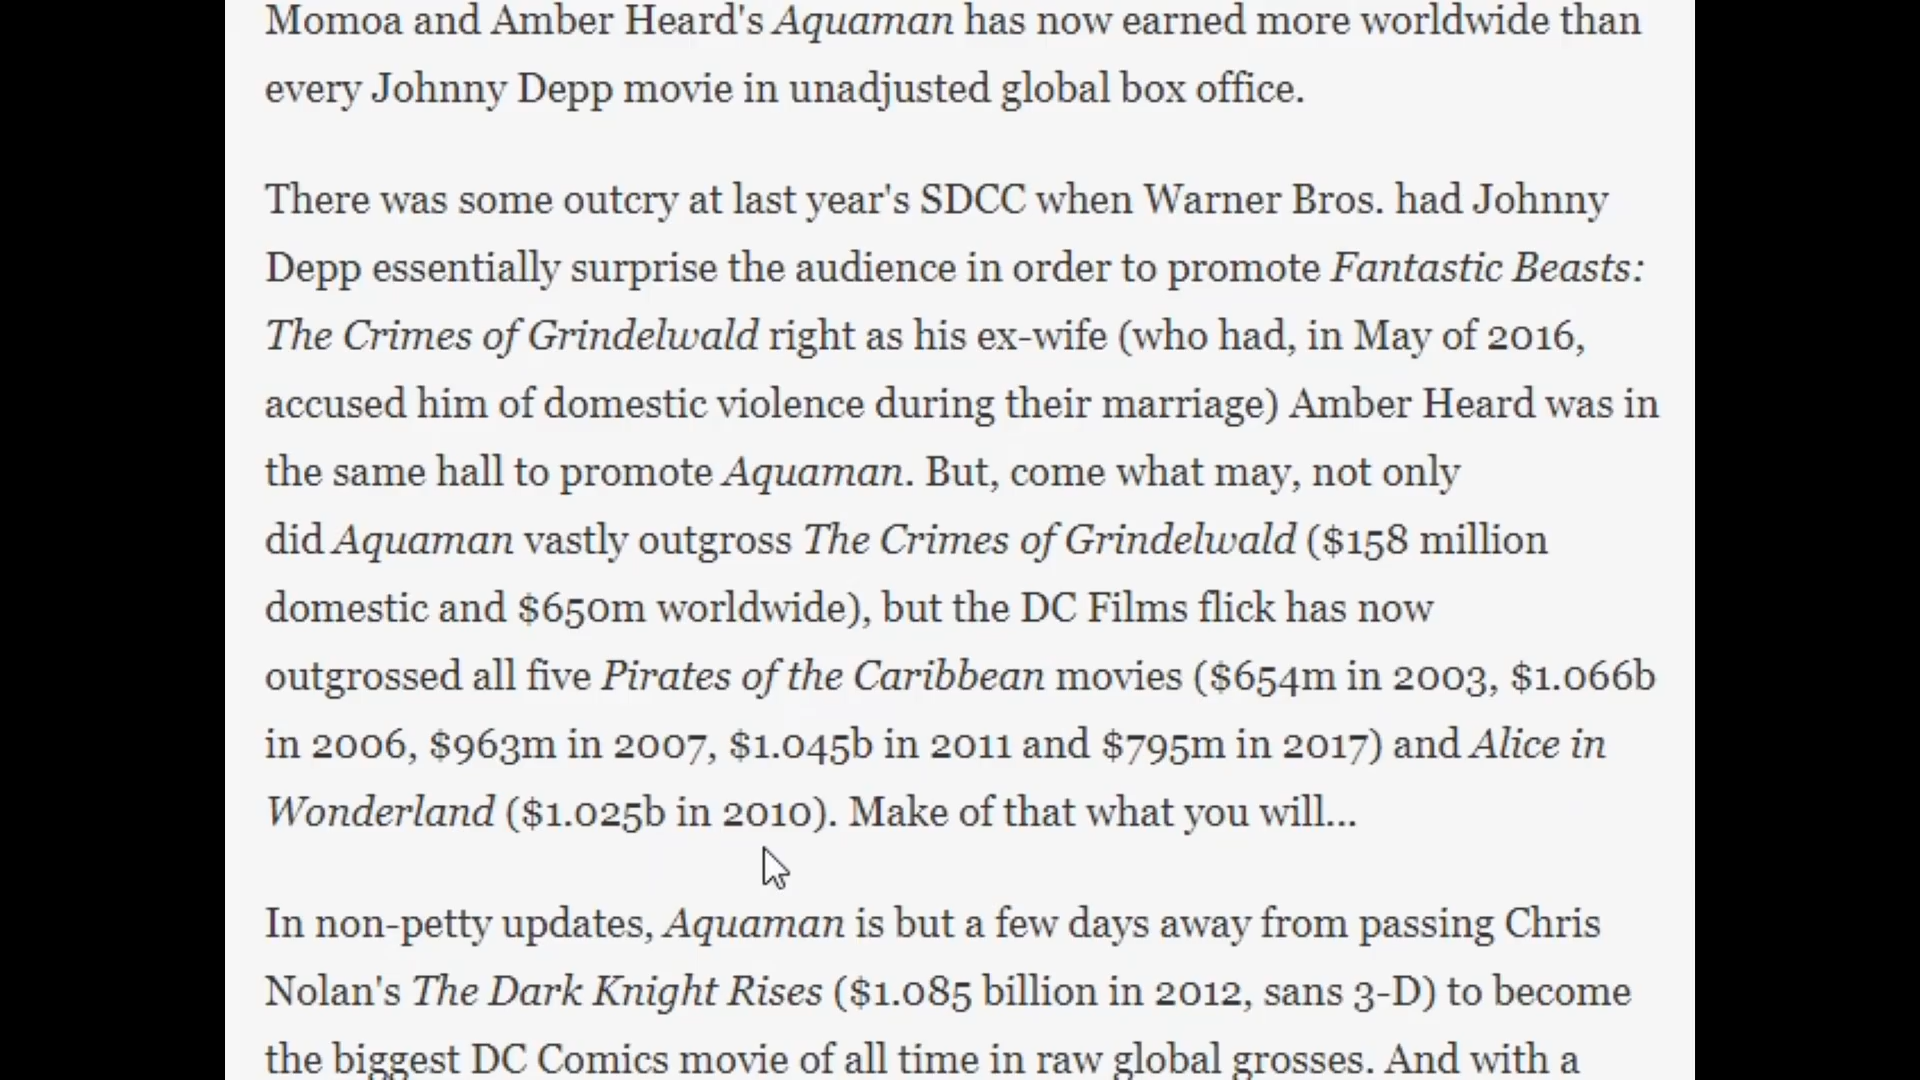 Momoa and Amber Heard's Aquaman has now earned more worldwide than
every Johnny Depp movie in unadjusted global box office.
There was some outcry at last year's SDCC when Warner Bros. had Johnny
Depp essentially surprise the audience in order to promote Fantastic Beasts:
The Crimes of Grindelwald right as his ex-wife (who had, in May of 2016,
accused him of domestic violence during their marriage) Amber Heard was in
the same hall to promote Aquaman. But, come what may, not only
did Aquaman vastly outgross The Crimes of Grindelwald ($158 million
domestic and $650m worldwide), but the DC Films flick has now
outgrossed all five Pirates of the Caribbean movies ($654m in 2003, $1.066b
in 2006, $963m in 2007, $1.045b in 2011 and $795m in 2017) and Alice in
Wonderland ($1.025b in 2010). Make of that what you will...
In non-petty updates, Aquaman is but a few days away from passing Chris
Nolan's The Dark Knight Rises ($1.085 billion in 2012, sans 3-D) to become
the biggest DC Comics movie of all time in raw global grosses. And with a